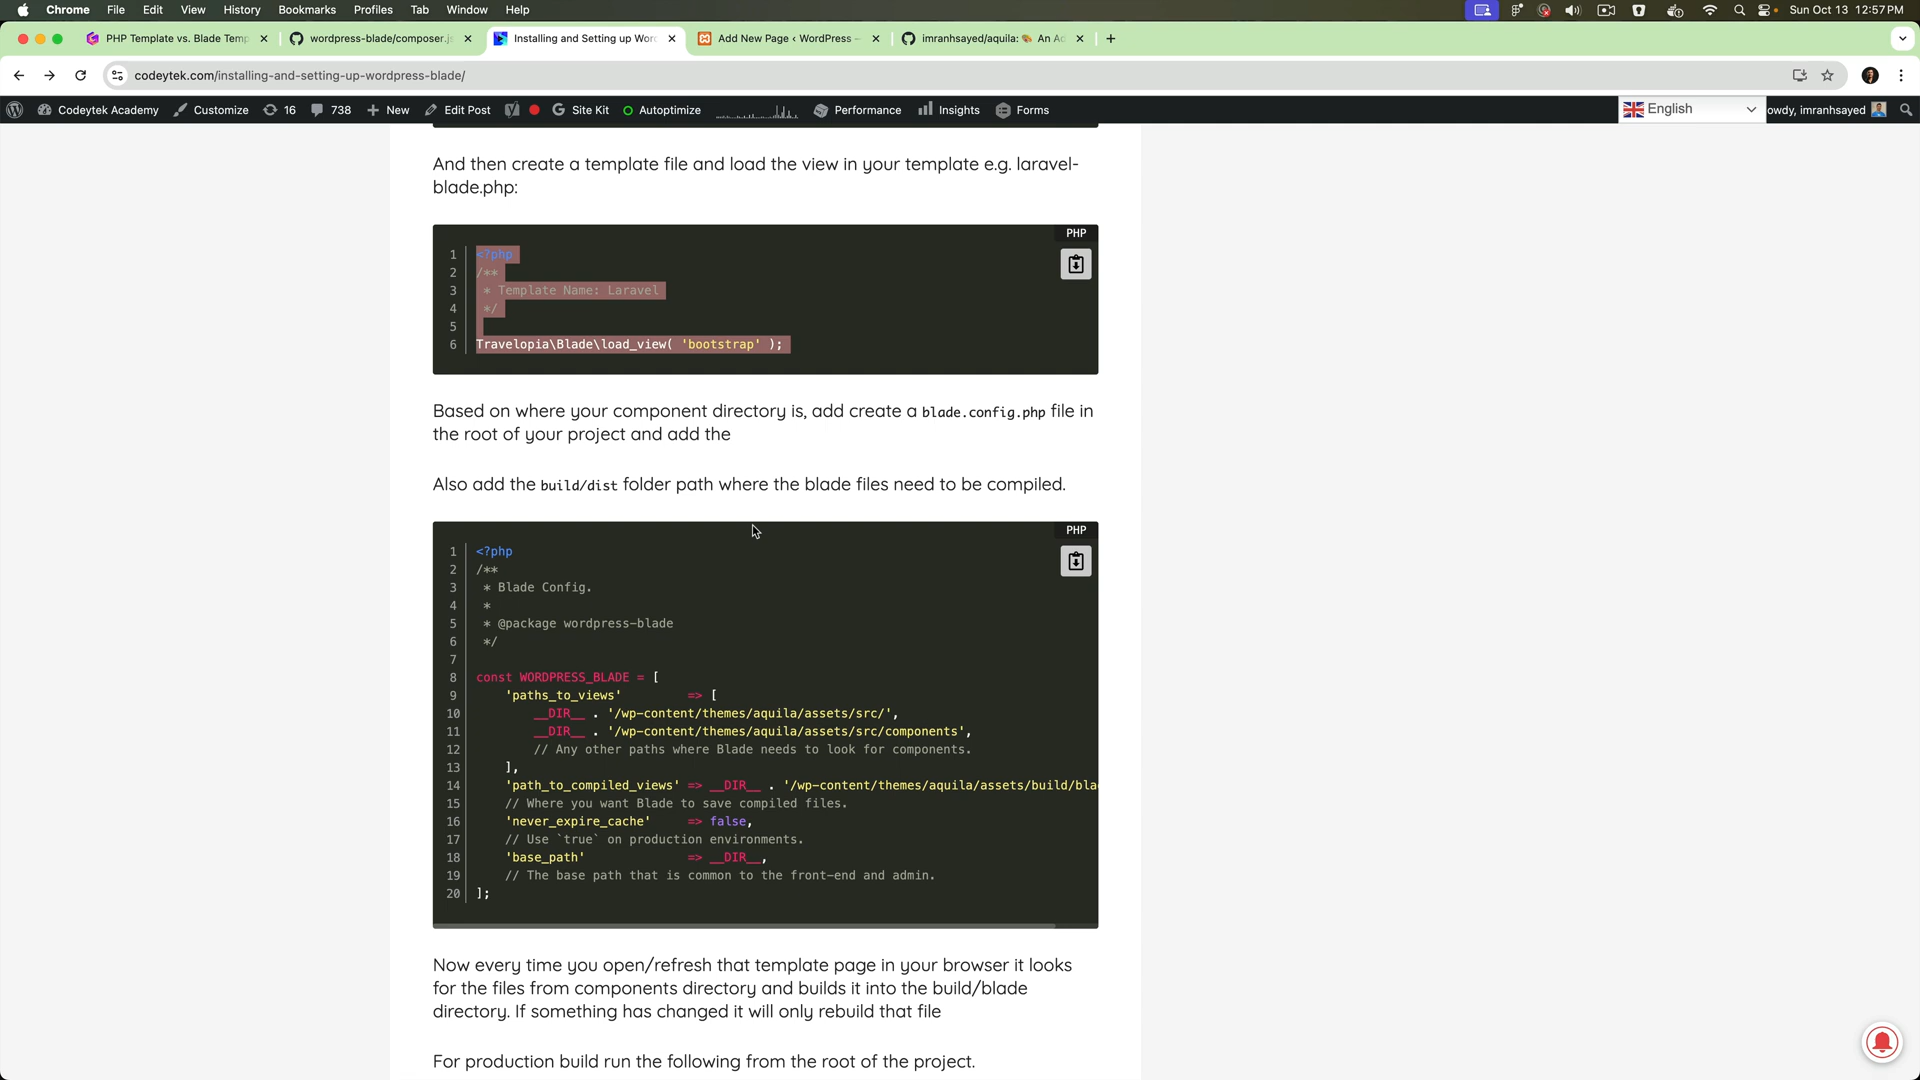 Chrome File Edit View History Bookmarks Profiles Tab Window Help Sun Oct 13 12:57 PM
PHP Template vs. Blade Temp wordpress-blade/composer.js Installing and Setting up Wor Add New Page ‹ WordPress – imranhsayed/aquila: An Ad
codeytek.com/installing-and-setting-up-wordpress-blade/
Codeytek Academy Customize 16 738 New Edit Post Site Kit Autoptimize Performance Insights Forms English owdy, imranhsayed
And then create a template file and load the view in your template e.g. laravel-
blade.php:
PHP
1 <?php
2 /**
3 * Template Name: Laravel
4 */
5
6 Travelopia\Blade\load_view( 'bootstrap' );
Based on where your component directory is, add create a blade.config.php file in
the root of your project and add the
Also add the build/dist folder path where the blade files need to be compiled.
PHP
1 <?php
2 /**
3 * Blade Config.
4 *
5 * @package wordpress-blade
6 */
7
8 const WORDPRESS_BLADE = [
9 'paths_to_views' => [
10 __DIR__ . '/wp-content/themes/aquila/assets/src/',
11 __DIR__ . '/wp-content/themes/aquila/assets/src/components',
12 // Any other paths where Blade needs to look for components.
13 ],
14 'path_to_compiled_views' => __DIR__ . '/wp-content/themes/aquila/assets/build/bla
15 // Where you want Blade to save compiled files.
16 'never_expire_cache' => false,
17 // Use `true` on production environments.
18 'base_path' => __DIR__,
19 // The base path that is common to the front-end and admin.
20 ];
Now every time you open/refresh that template page in your browser it looks
for the files from components directory and builds it into the build/blade
directory. If something has changed it will only rebuild that file
For production build run the following from the root of the project.